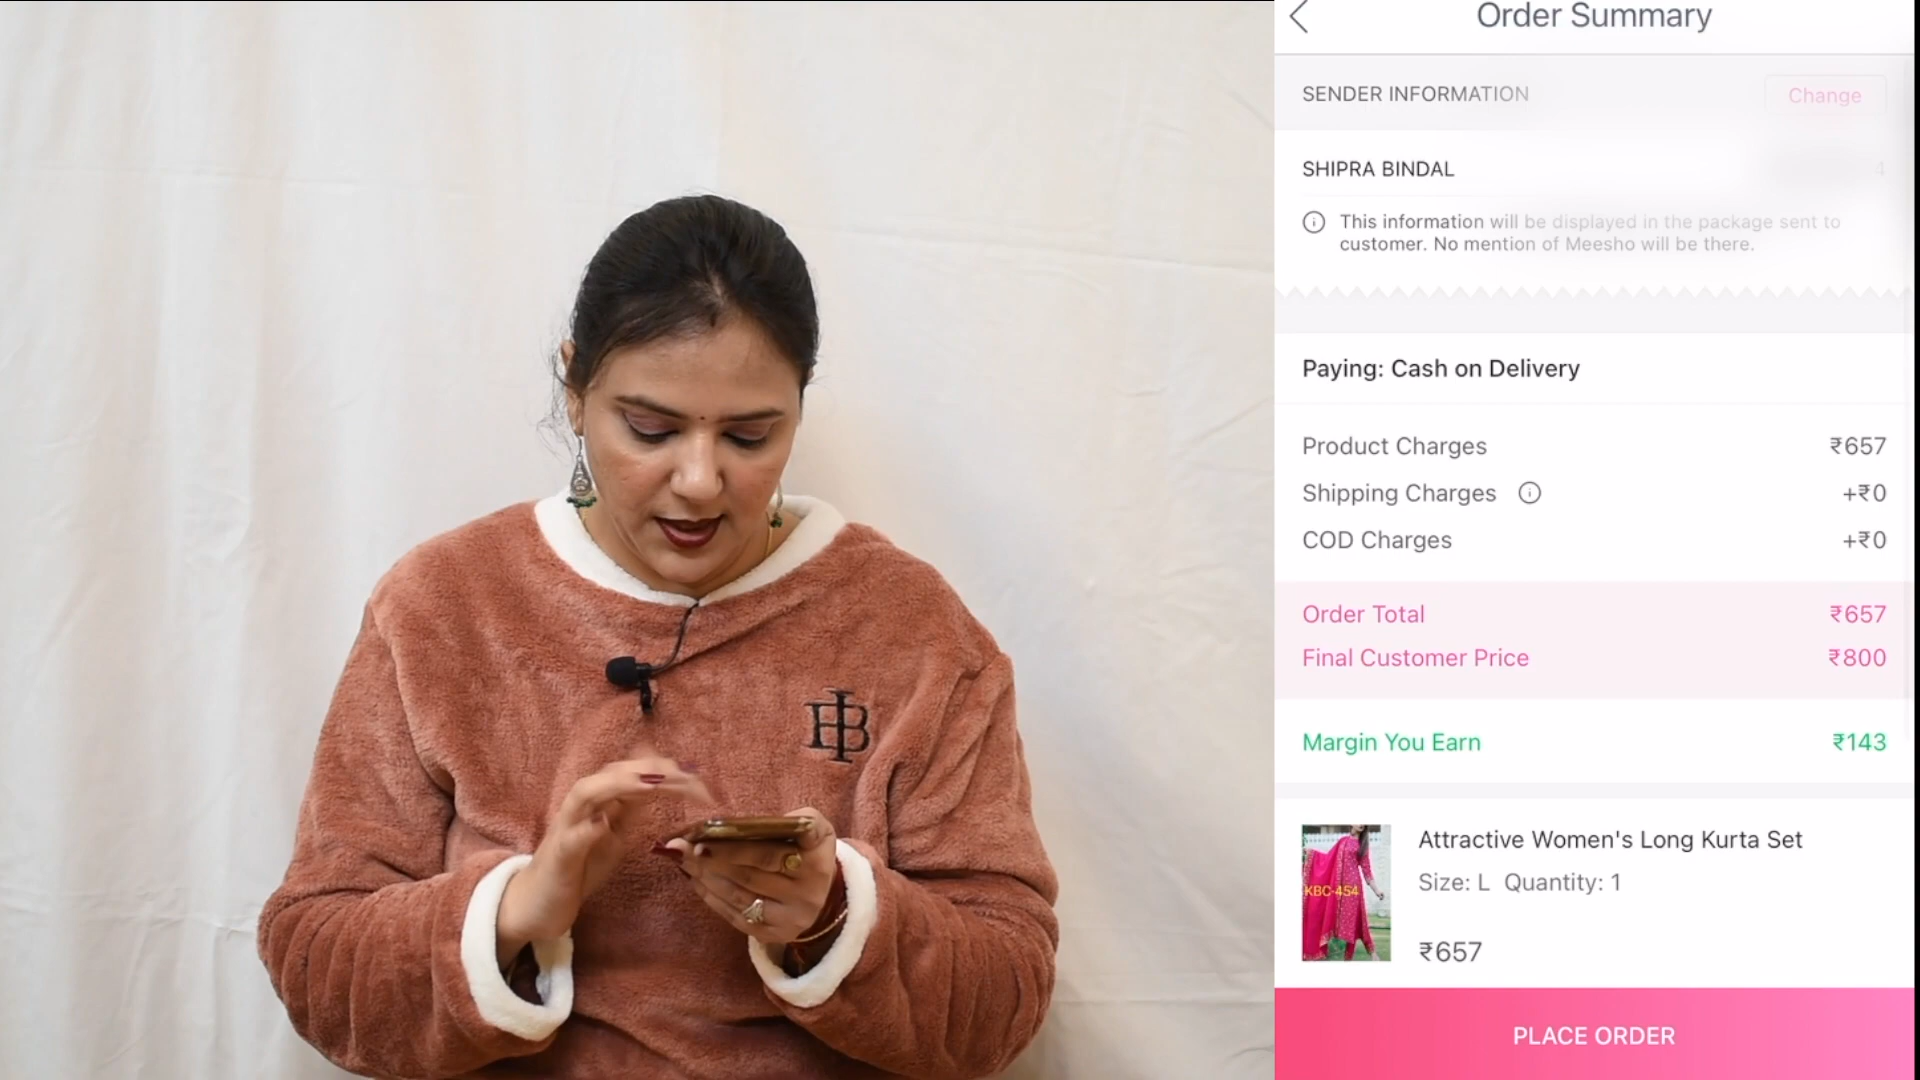 Order Summary
SENDER INFORMATION
Change
SHIPRA BINDAL
4
This information will be displayed in the package sent to
customer. No mention of Meesho will be there.
Paying: Cash on Delivery
Product Charges ₹657
Shipping Charges +₹0
COD Charges +₹0
Order Total ₹657
Final Customer Price ₹800
Margin You Earn ₹143
KBC-454
Attractive Women's Long Kurta Set
Size: L Quantity: 1
₹657
PLACE ORDER